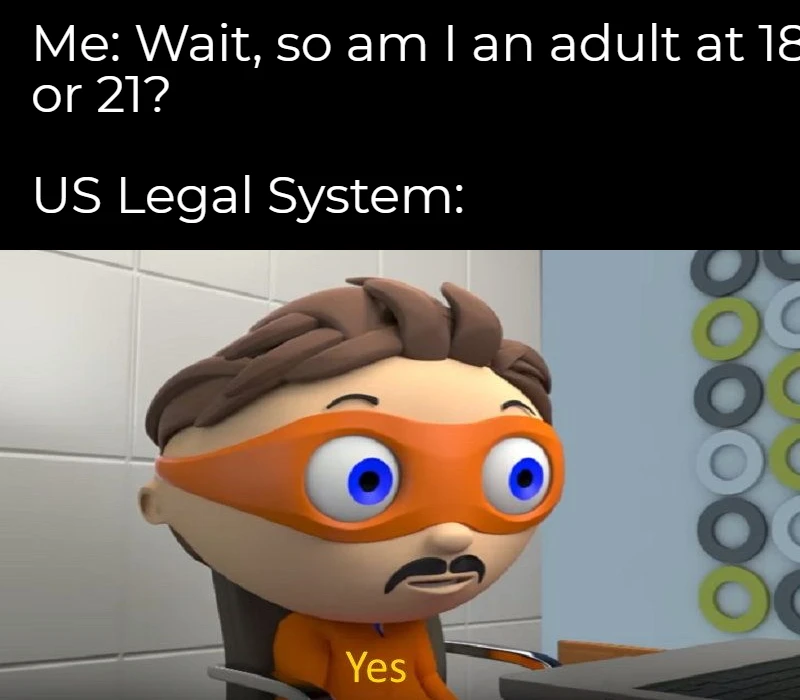 Me: Wait, so am I an adult at 18
or 21?
US Legal System:
Yes